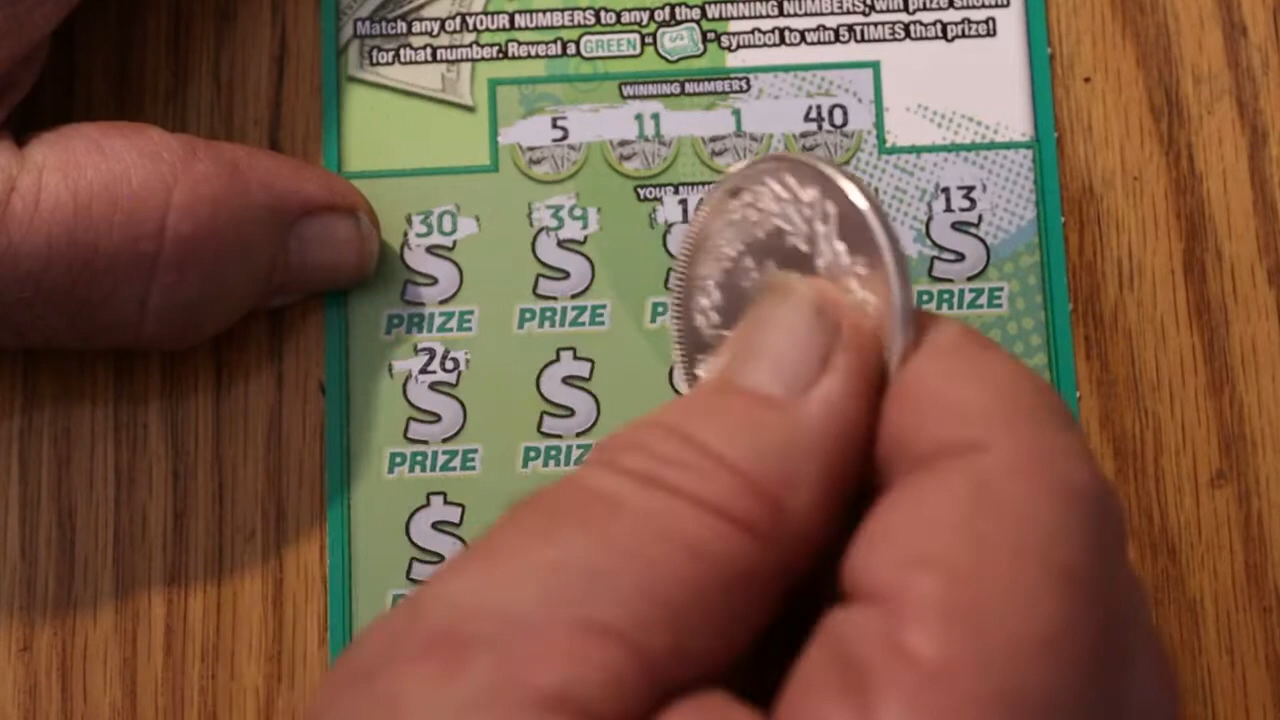 Match any of YOUR NUMBERS to any of the WINNING NUMBERS, win prize shown
for that number. Reveal a GREEN " " symbol to win 5 TIMES that prize!
WINNING NUMBERS
5 11 1 40
YOUR
30 39 13
$ $ $
PRIZE PRIZE PRIZE
26
$ $
PRIZE
$